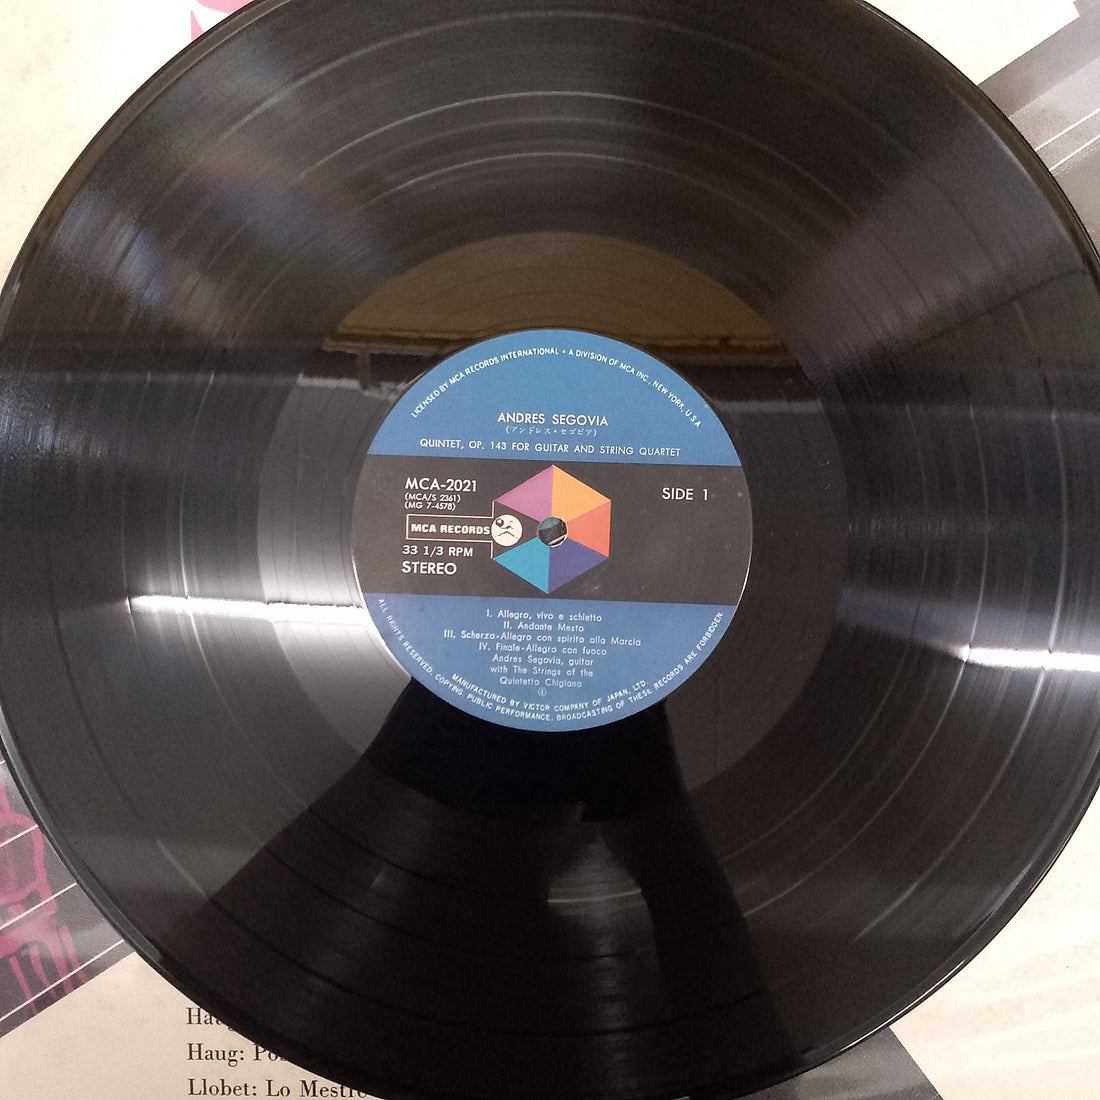 LICENSED BY MCA RECORDS INTERNATIONAL • A DIVISION OF MCA INC., NEW YORK, U.S.A.
ANDRES SEGOVIA
(アンドレス・セゴビア)
QUINTET, OP. 143 FOR GUITAR AND STRING QUARTET
MCA-2021
(MCA/S 2361)
(MG 7-4578)
SIDE 1
MCA RECORDS
33 1/3 RPM
STEREO
I. Allegro, vivo e schietto
II. Andante Mesto
III. Scherzo-Allegro con spirito alla Marcia
IV. Finale-Allegro con fuoco
Andres Segovia, guitar
with The Strings of the
Quintetto Chigiano
MANUFACTURED BY VICTOR COMPANY OF JAPAN, LTD.
ALL RIGHTS RESERVED. COPYING, PUBLIC PERFORMANCE, BROADCASTING OF THESE RECORDS ARE FORBIDDEN
Haug:
Llobet: Lo